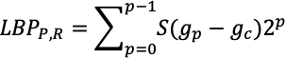 LBP_{P,R} = \sum_{p=0}^{p-1} S(g_p - g_c)2^p